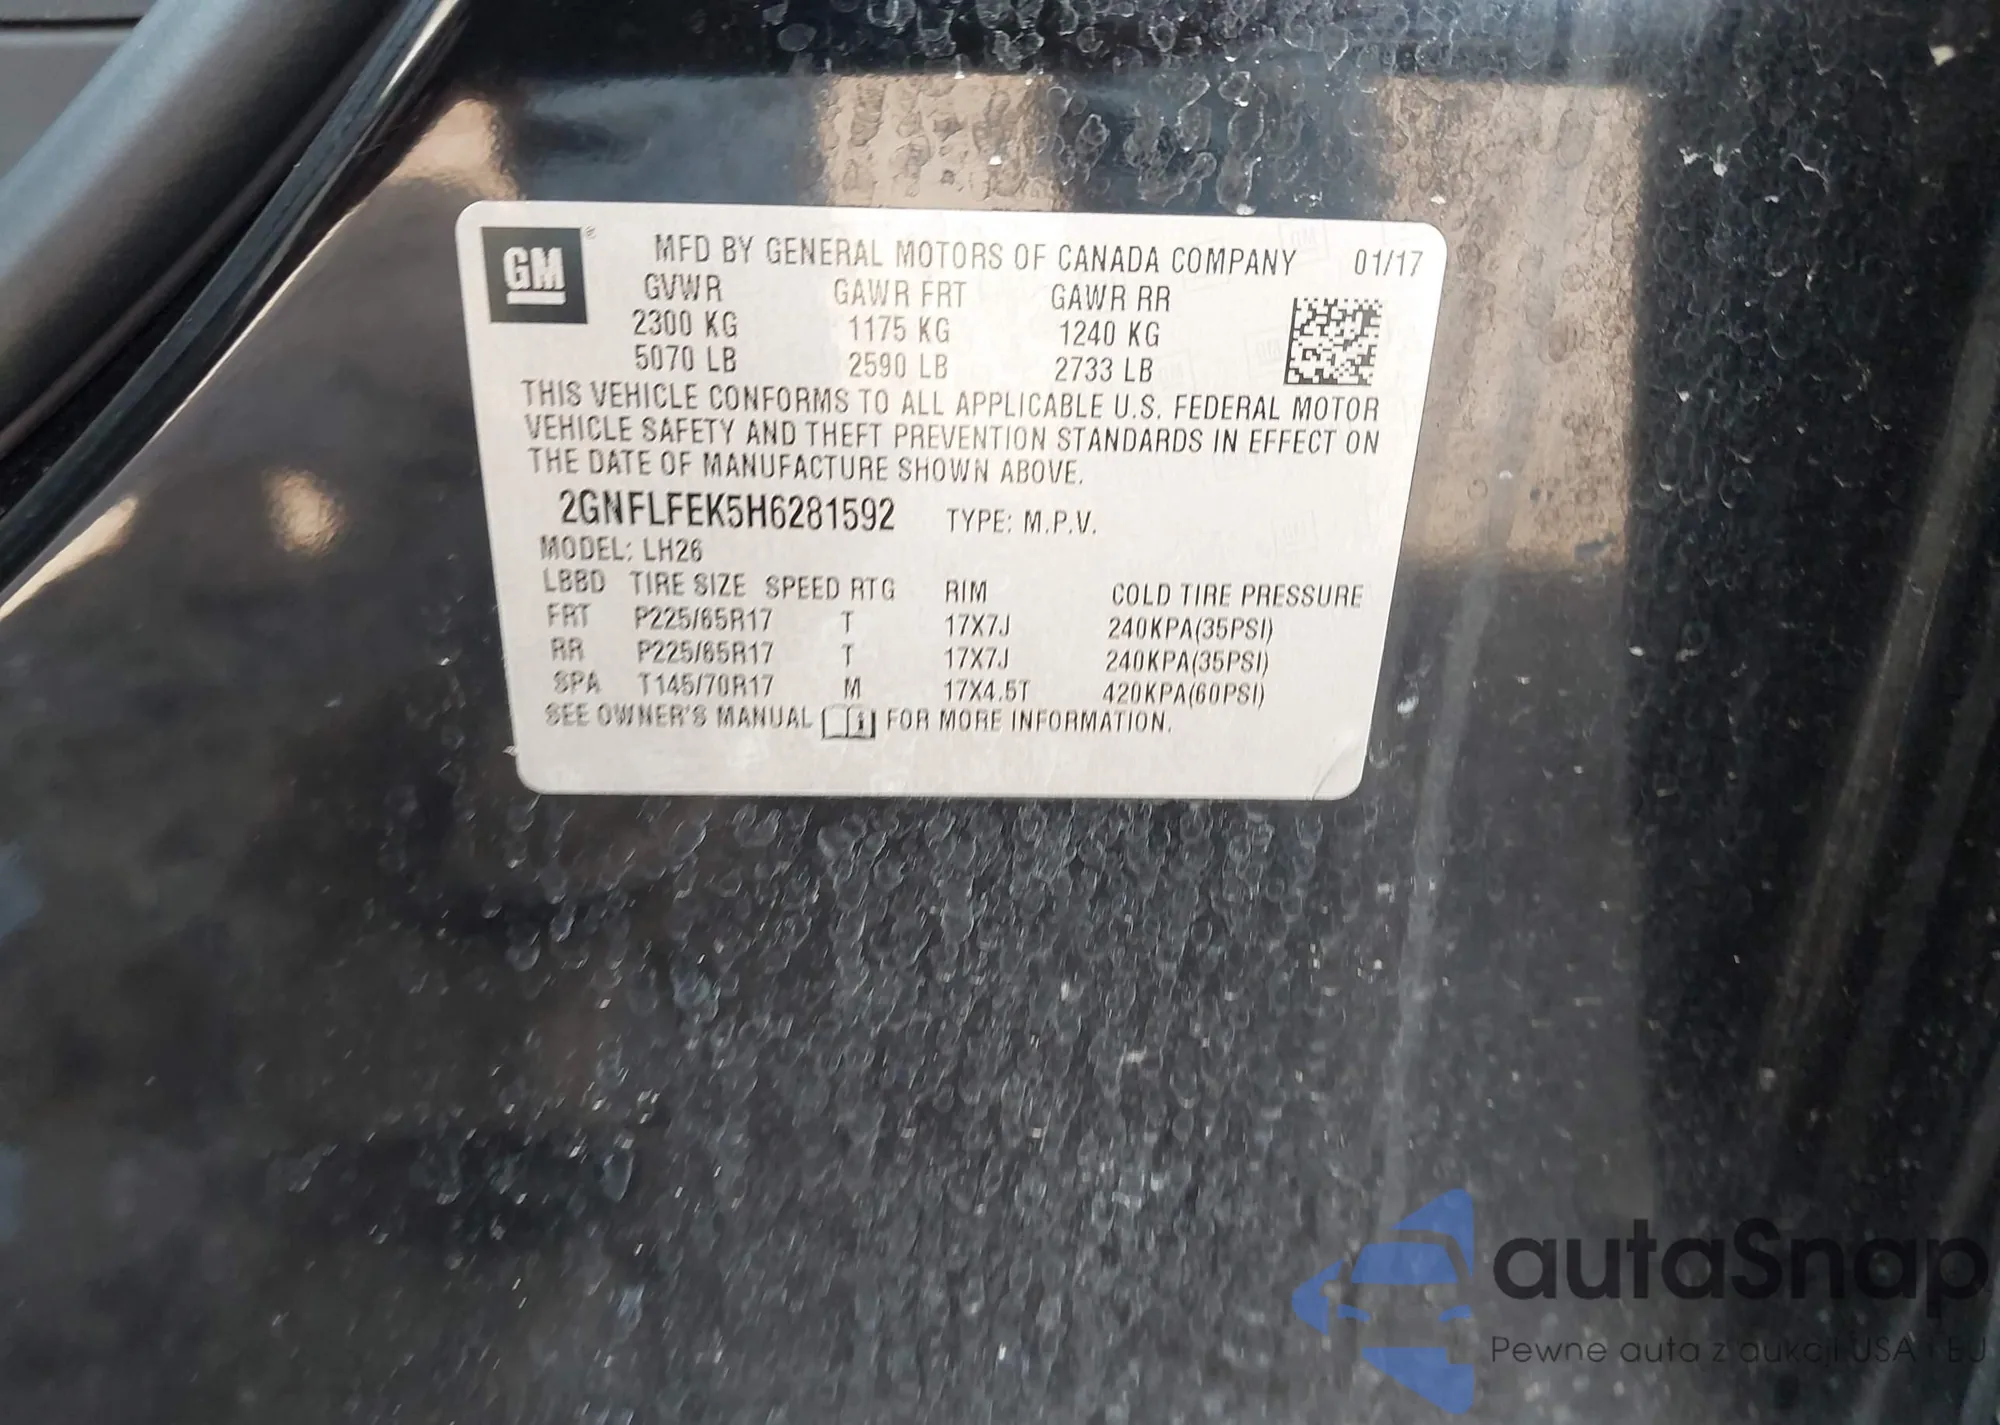 GM ® MFD BY GENERAL MOTORS OF CANADA COMPANY 01/17
GVWR GAWR FRT GAWR RR
2300 KG 1175 KG 1240 KG
5070 LB 2590 LB 2733 LB
THIS VEHICLE CONFORMS TO ALL APPLICABLE U.S. FEDERAL MOTOR
VEHICLE SAFETY AND THEFT PREVENTION STANDARDS IN EFFECT ON
THE DATE OF MANUFACTURE SHOWN ABOVE.
2GNFLFEK5H6281592 TYPE: M.P.V.
MODEL: LH26
LBBD TIRE SIZE SPEED RTG RIM COLD TIRE PRESSURE
FRT P225/65R17 T 17X7J 240KPA(35PSI)
RR P225/65R17 T 17X7J 240KPA(35PSI)
SPA T145/70R17 M 17X4.5T 420KPA(60PSI)
SEE OWNER'S MANUAL FOR MORE INFORMATION.
autaSnap
Pewne auta z aukcji USA i EU